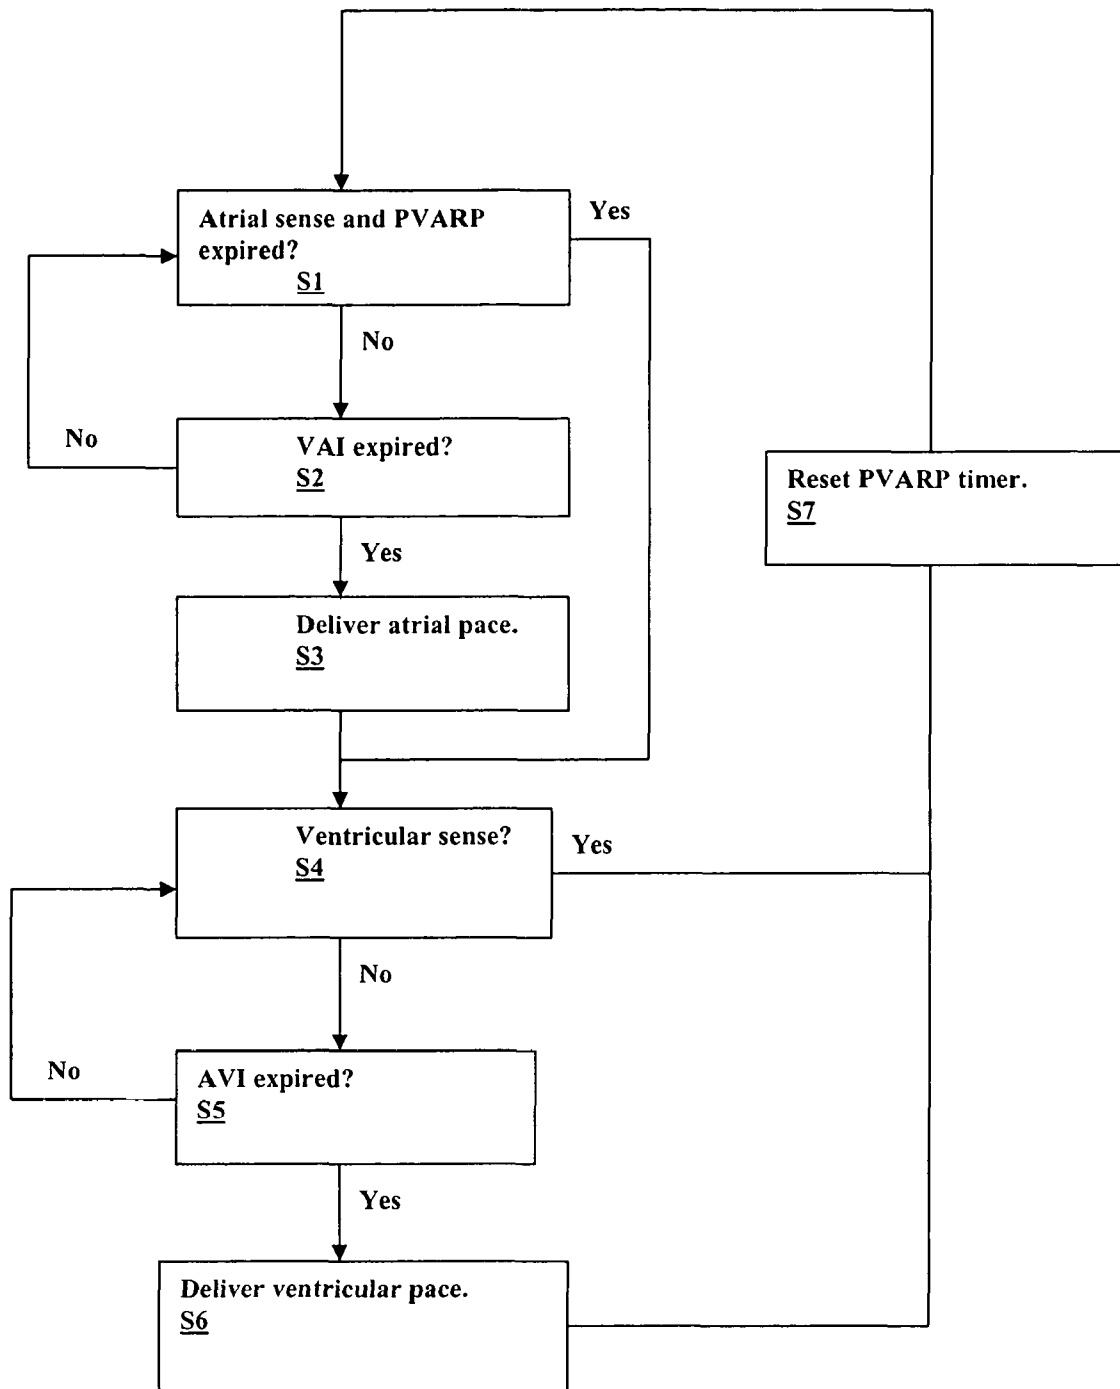 Atrial sense and PVARP
expired?
S1
Yes
No
VAI expired?
S2
No
Yes
Reset PVARP timer.
S7
Deliver atrial pace.
S3
Ventricular sense?
S4
Yes
No
AVI expired?
S5
No
Yes
Deliver ventricular pace.
S6